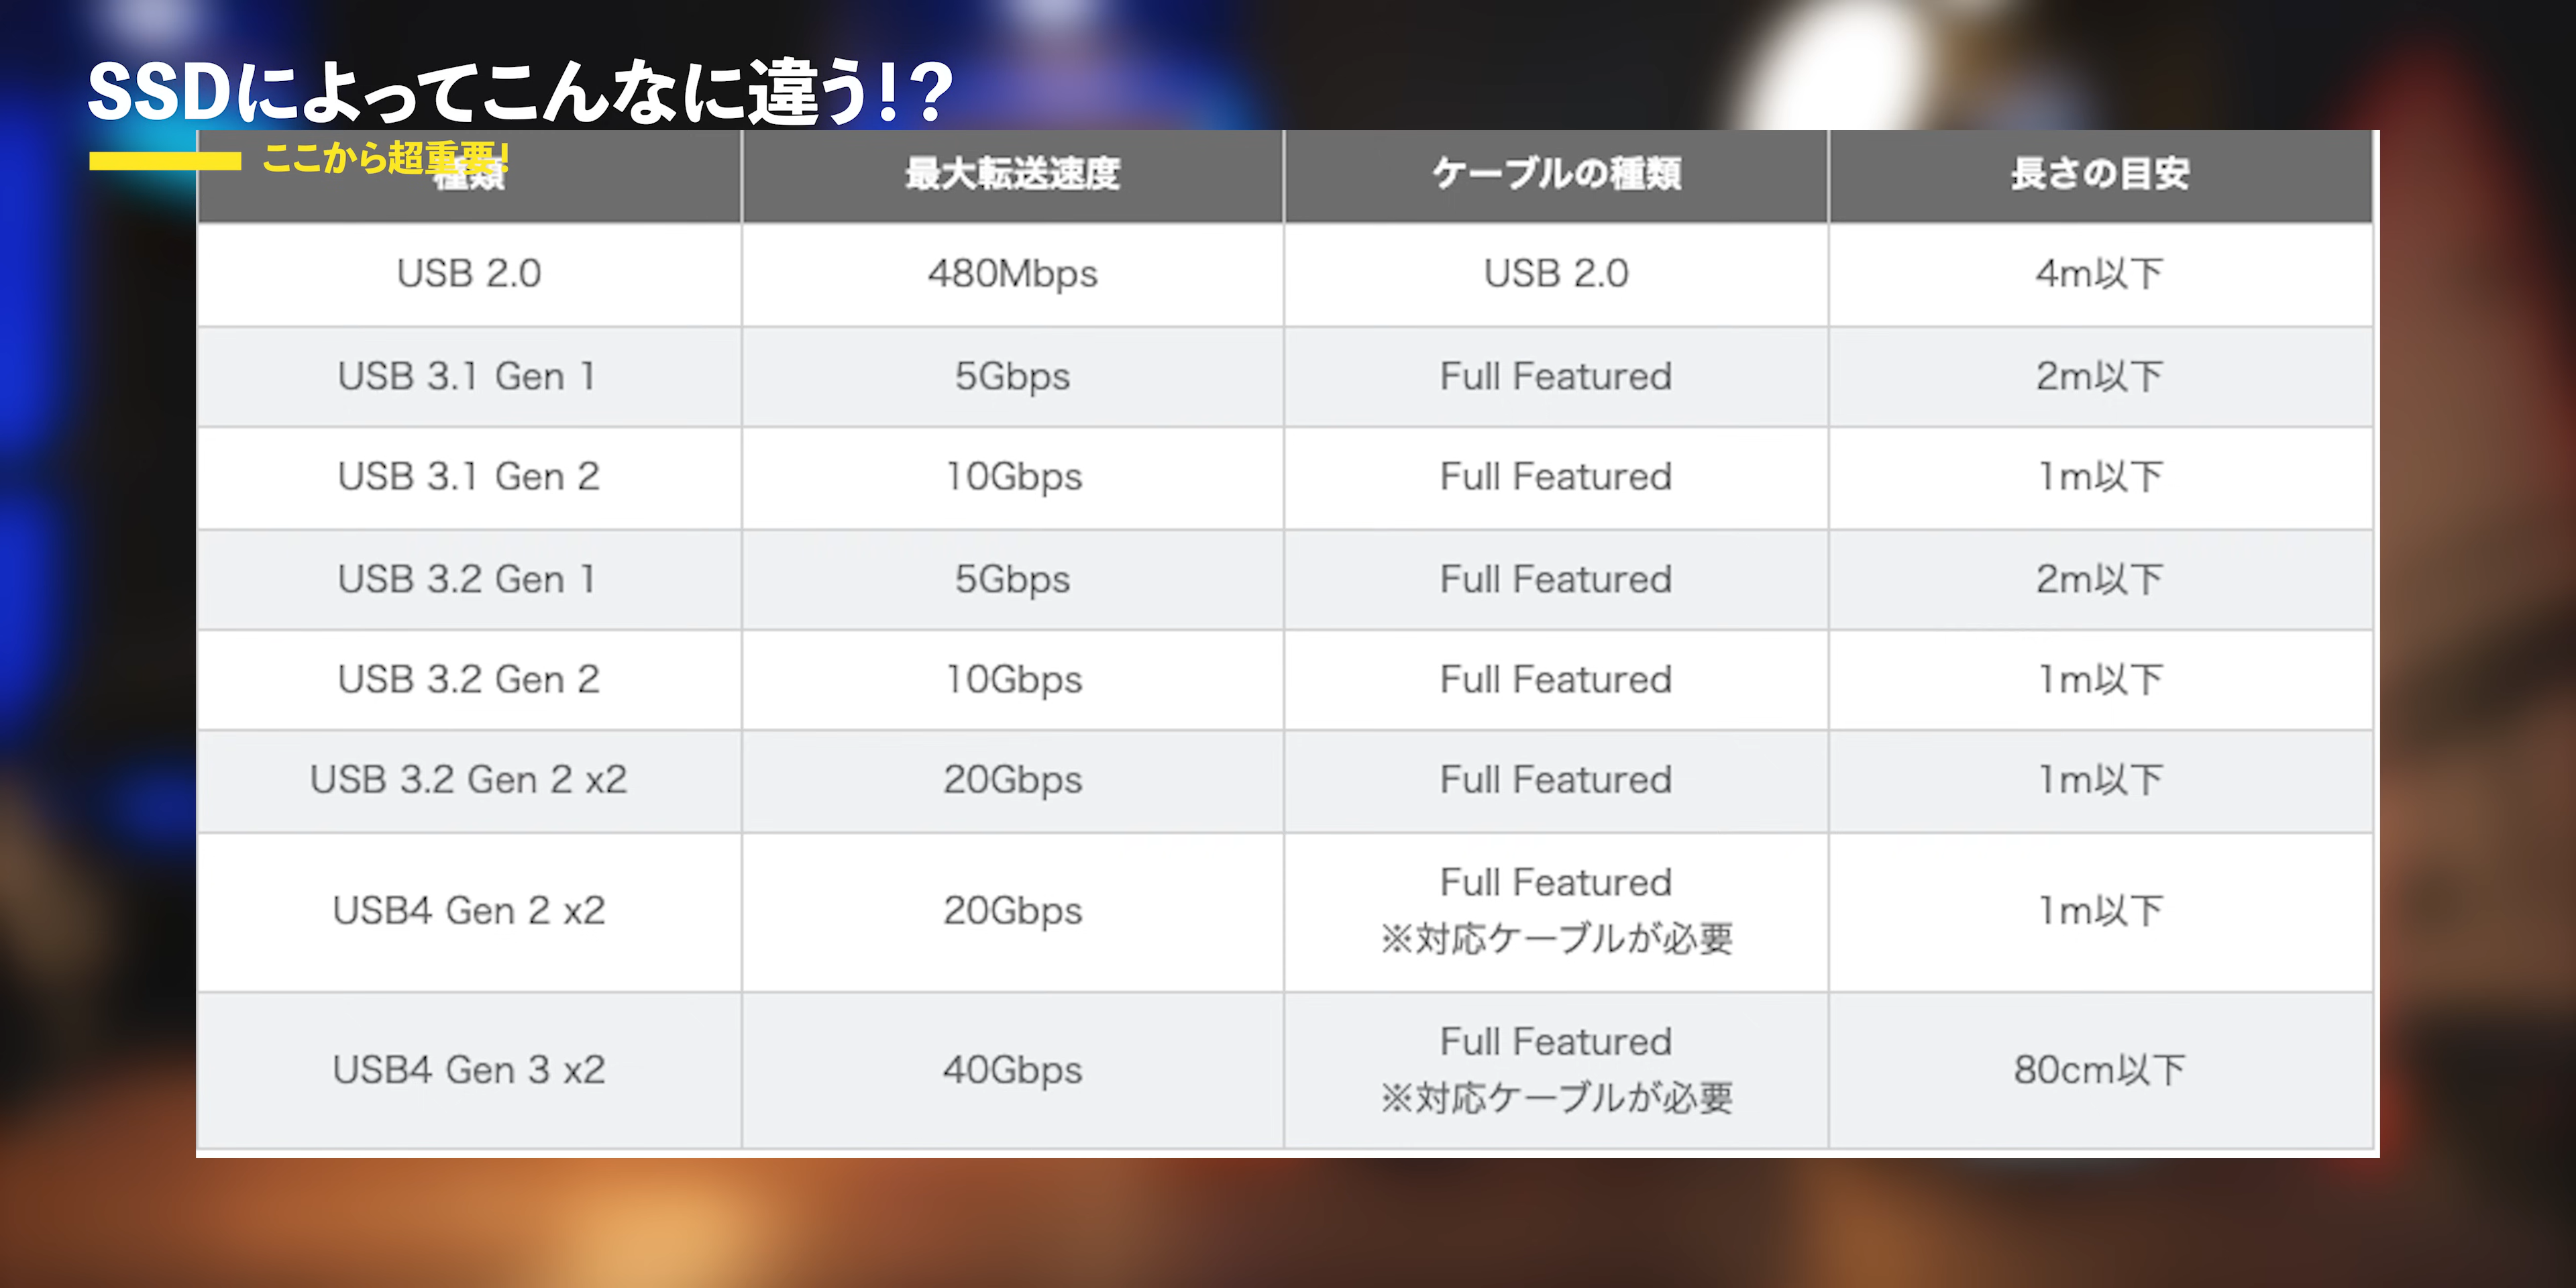 SSDによってこんなに違う!?
ここから超重要!
種類 最大転送速度 ケーブルの種類 長さの目安
USB 2.0 480Mbps USB 2.0 4m以下
USB 3.1 Gen 1 5Gbps Full Featured 2m以下
USB 3.1 Gen 2 10Gbps Full Featured 1m以下
USB 3.2 Gen 1 5Gbps Full Featured 2m以下
USB 3.2 Gen 2 10Gbps Full Featured 1m以下
USB 3.2 Gen 2 x2 20Gbps Full Featured 1m以下
USB4 Gen 2 x2 20Gbps Full Featured
※対応ケーブルが必要 1m以下
USB4 Gen 3 x2 40Gbps Full Featured
※対応ケーブルが必要 80cm以下